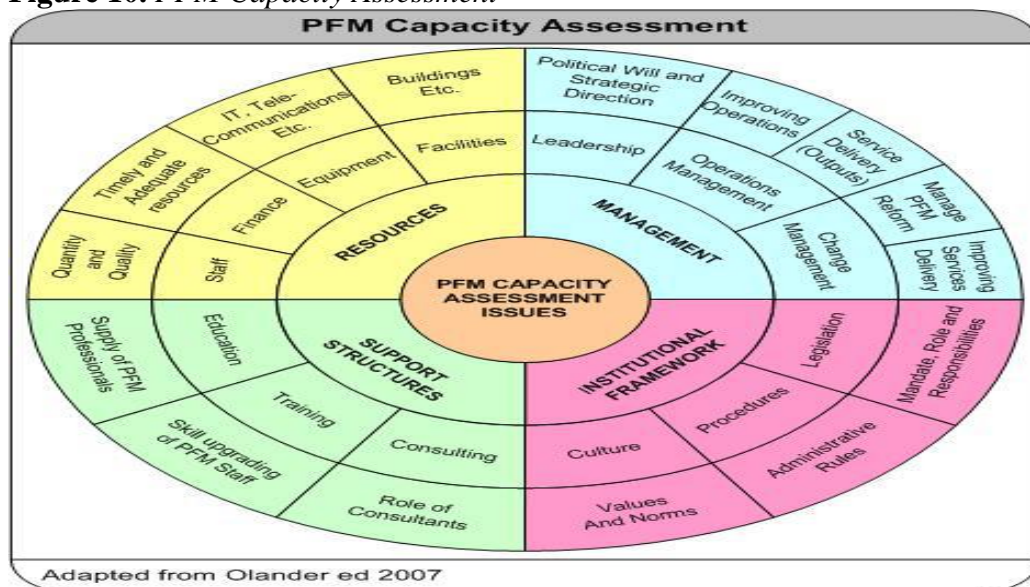 Figure 10. PFM Capacity Assessment
PFM Capacity Assessment
Buildings
Etc.
Political Will and
Strategic
Direction
IT, Tele-
Communications
Etc.
Improving
Operations
Timely and
Adequate
resources
Service
Delivery
(Outputs)
Facilities
Leadership
Equipment
Operations
Management
Manage
PFM
Reform
Finance
RESOURCES
MANAGEMENT
Quantity
and
Quality
Staff
Change
Management
Improving
Services
Delivery
PFM CAPACITY
ASSESSMENT
ISSUES
Supply of PFM
Professionals
Education
SUPPORT
STRUCTURES
INSTITUTIONAL
FRAMEWORK
Legislation
Mandate, Role and
Responsibilities
Training
Procedures
Skill upgrading
of PFM Staff
Consulting
Culture
Administrative
Rules
Role of
Consultants
Values
And Norms
Adapted from Olander ed 2007